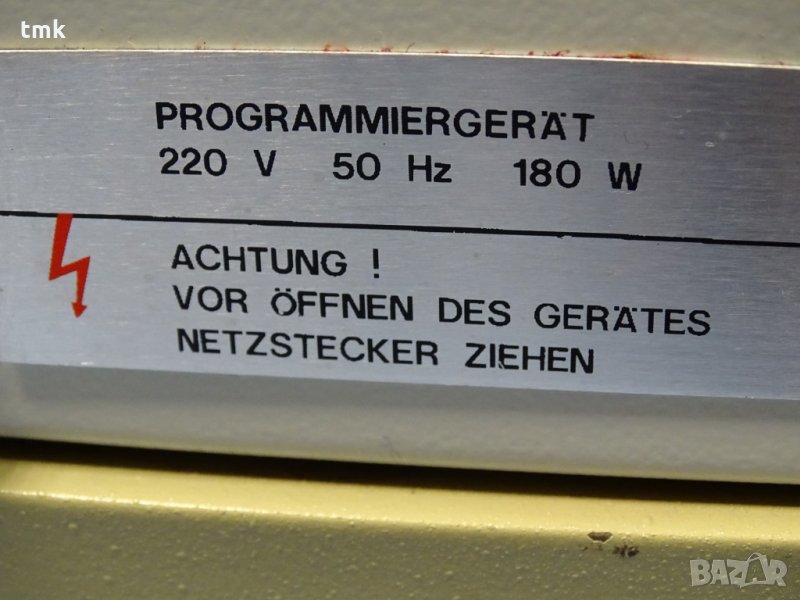 tmk
PROGRAMMIERGERÄT
220 V 50 Hz 180 W
ACHTUNG !
VOR ÖFFNEN DES GERÄTES
NETZSTECKER ZIEHEN
BAZAR